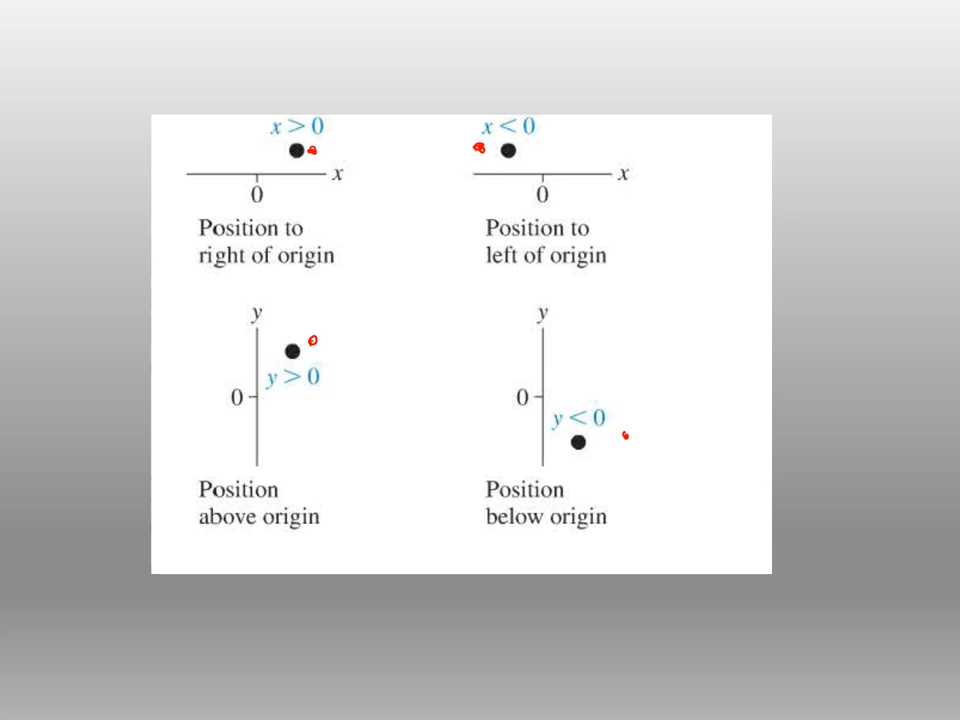 x > 0
x
0
Position to
right of origin
x < 0
x
0
Position to
left of origin
y
y > 0
0
Position
above origin
y
0
y < 0
Position
below origin